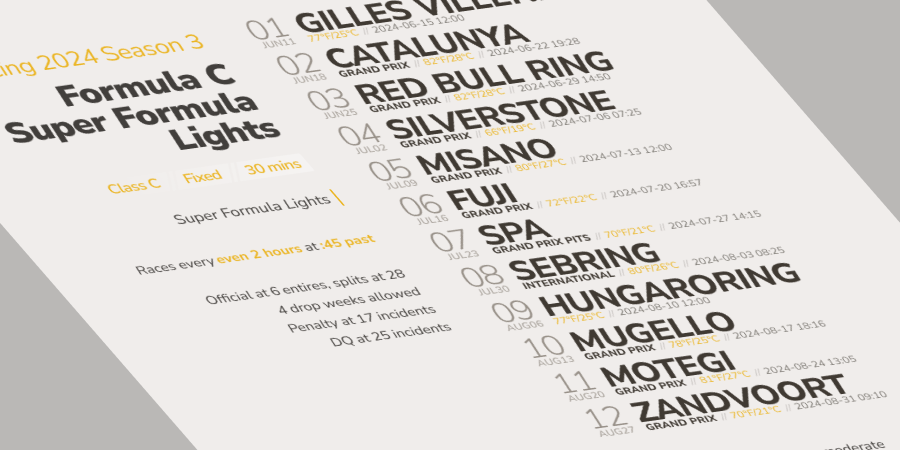 ing 2024 Season 3
Formula C
Super Formula
Lights
Class C Fixed 30 mins
Super Formula Lights
Races every even 2 hours at :45 past
Official at 6 entires, splits at 28
4 drop weeks allowed
Penalty at 17 incidents
DQ at 25 incidents
01 GILLES VILLEN
JUN11 77°F/25°C // 2024-06-15 12:00
02 CATALUNYA
JUN18 GRAND PRIX // 82°F/28°C // 2024-06-22 19:28
03 RED BULL RING
JUN25 GRAND PRIX // 82°F/28°C // 2024-06-29 14:50
04 SILVERSTONE
JUL02 GRAND PRIX // 66°F/19°C // 2024-07-06 07:25
05 MISANO
JUL09 GRAND PRIX // 80°F/27°C // 2024-07-13 12:00
06 FUJI
JUL16 GRAND PRIX // 72°F/22°C // 2024-07-20 16:57
07 SPA
JUL23 GRAND PRIX PITS // 70°F/21°C // 2024-07-27 14:15
08 SEBRING
JUL30 INTERNATIONAL // 80°F/26°C // 2024-08-03 08:25
09 HUNGARORING
AUG06 77°F/25°C // 2024-08-10 12:00
10 MUGELLO
AUG13 GRAND PRIX // 78°F/25°C // 2024-08-17 18:16
11 MOTEGI
AUG20 GRAND PRIX // 81°F/27°C // 2024-08-24 13:05
12 ZANDVOORT
AUG27 GRAND PRIX // 70°F/21°C // 2024-08-31 09:10
moderate